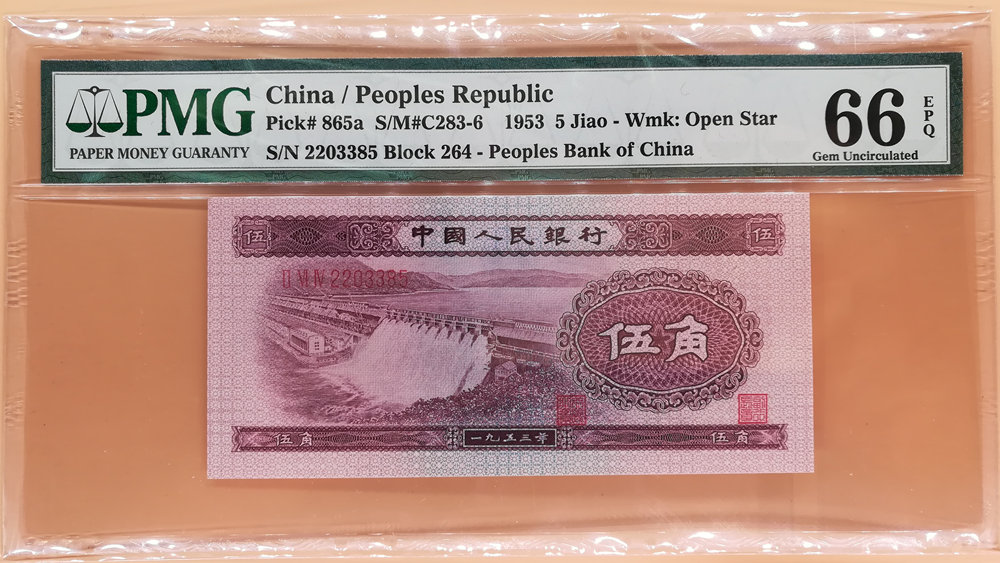 PMG
PAPER MONEY GUARANTY
China / Peoples Republic
Pick# 865a S/M#C283-6 1953 5 Jiao - Wmk: Open Star
S/N 2203385 Block 264 - Peoples Bank of China
66
EPQ
Gem Uncirculated
伍 中國人民銀行 伍
II VI IV 2203385
伍角
伍角 一九五三年 伍角